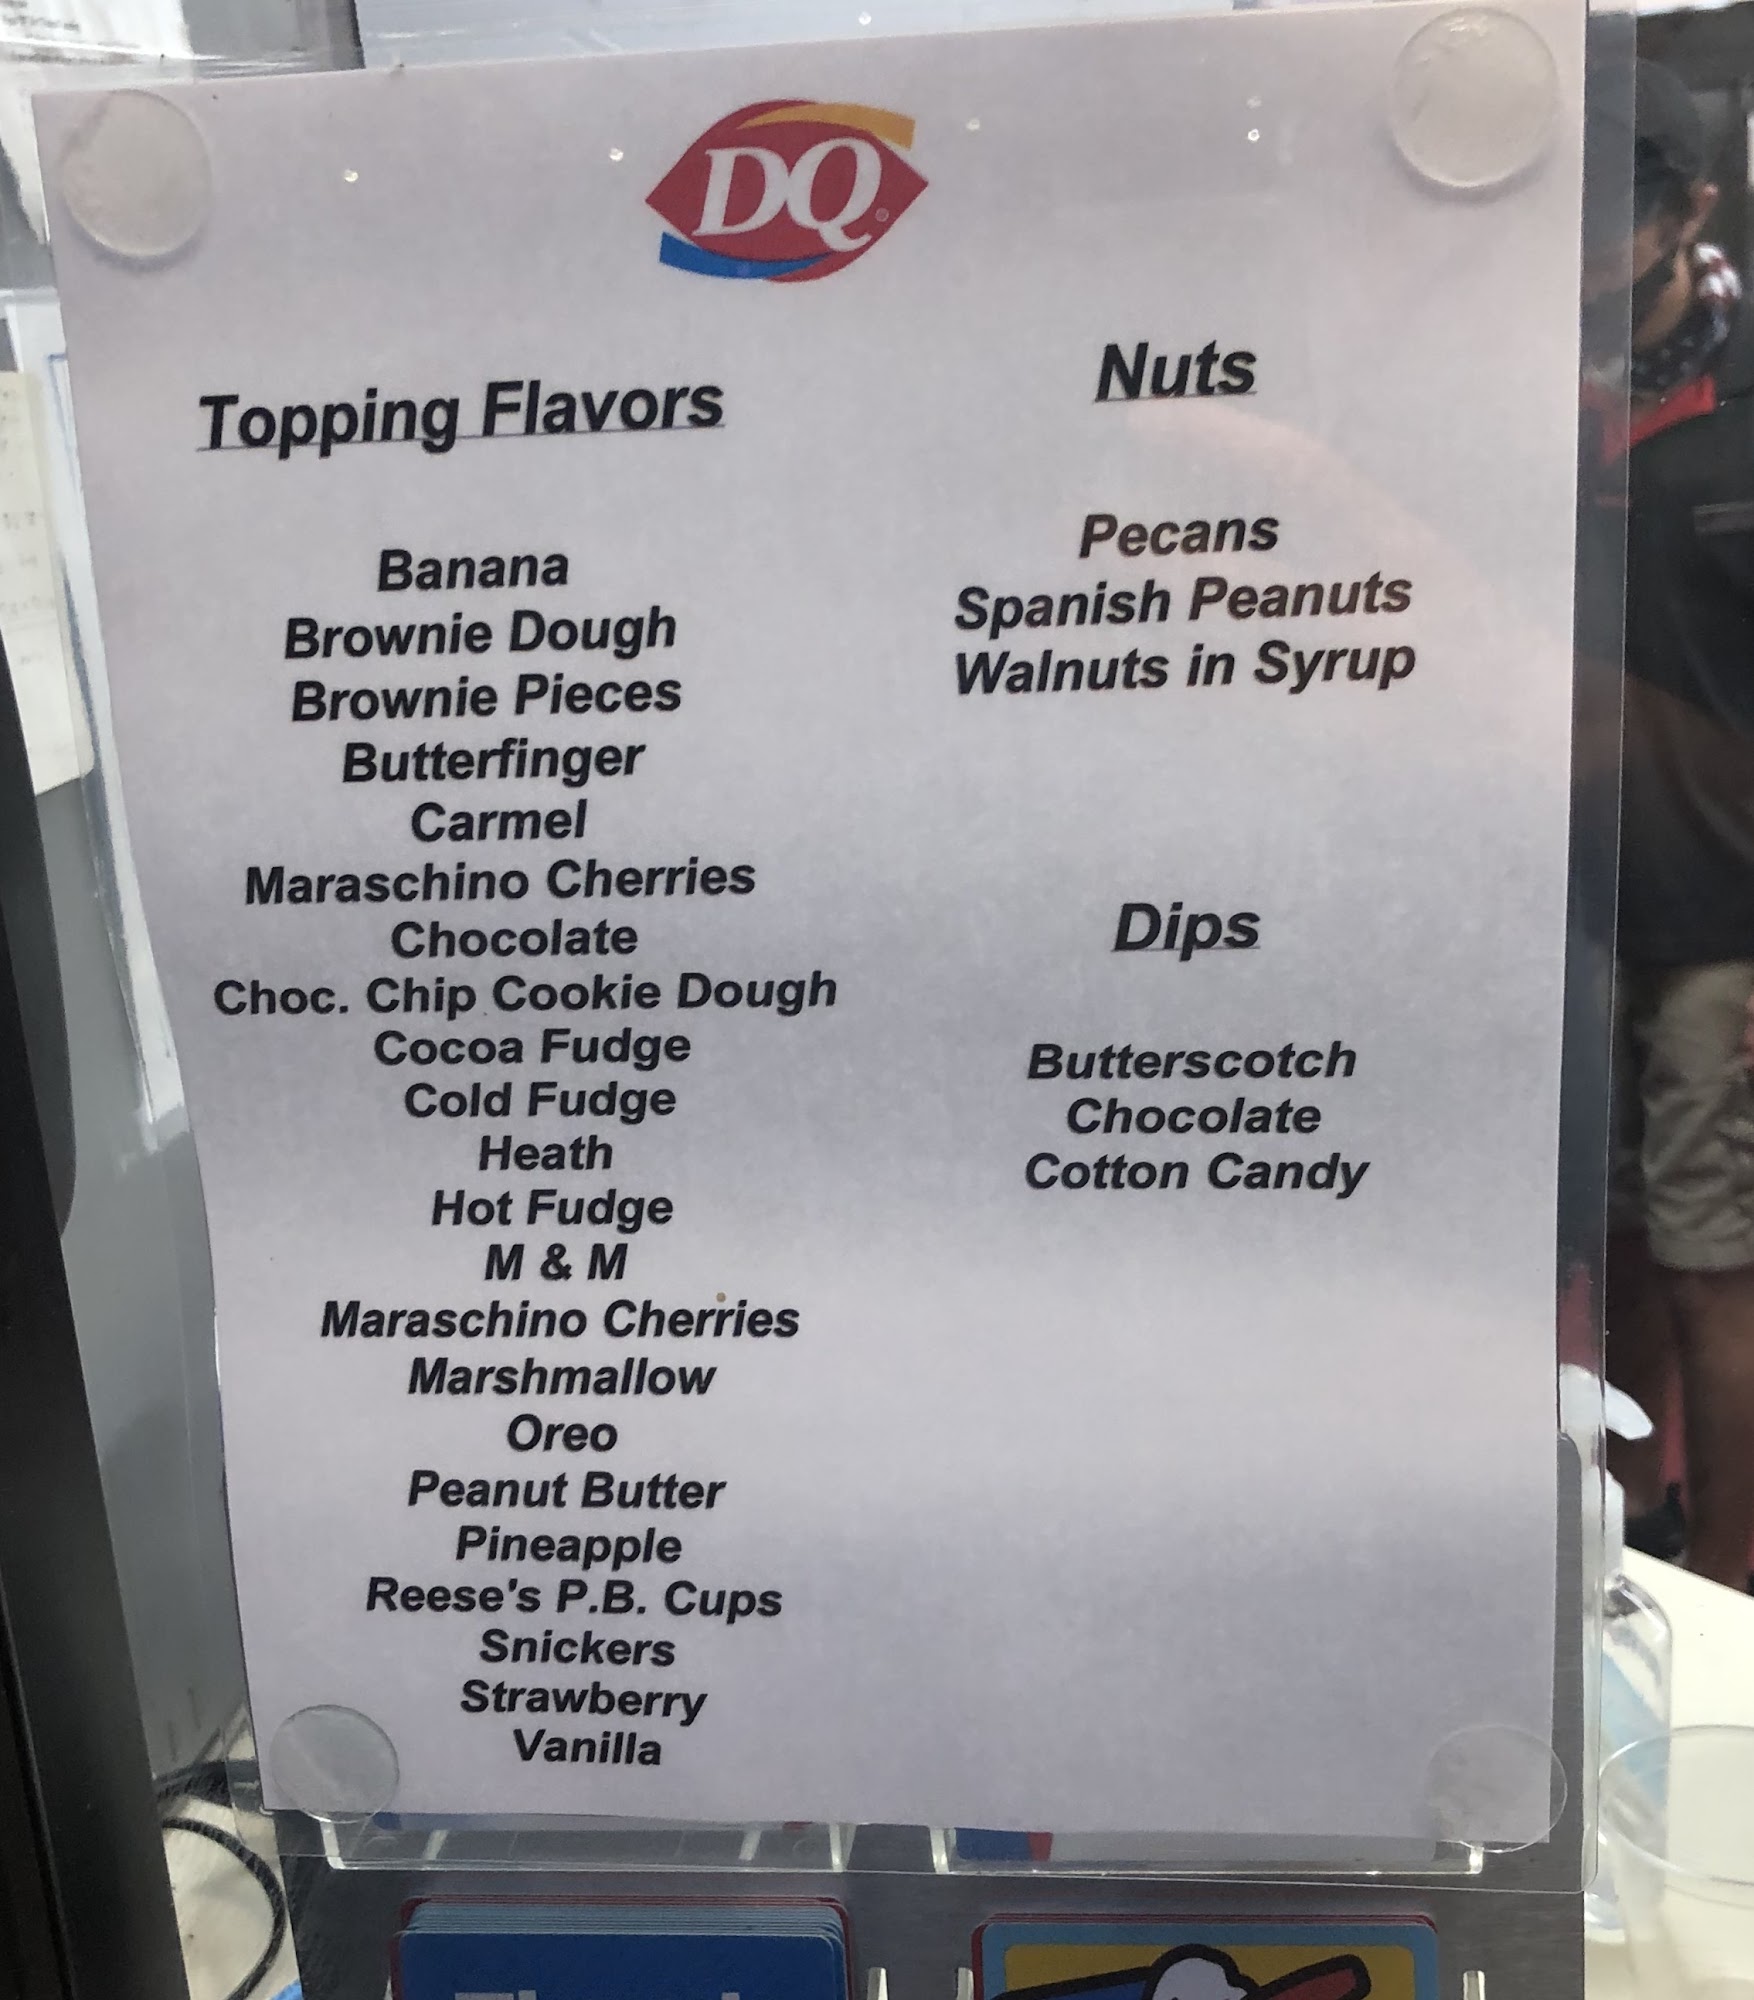 DQ
Topping Flavors
Banana
Brownie Dough
Brownie Pieces
Butterfinger
Carmel
Maraschino Cherries
Chocolate
Choc. Chip Cookie Dough
Cocoa Fudge
Cold Fudge
Heath
Hot Fudge
M & M
Maraschino Cherries
Marshmallow
Oreo
Peanut Butter
Pineapple
Reese's P.B. Cups
Snickers
Strawberry
Vanilla
Nuts
Pecans
Spanish Peanuts
Walnuts in Syrup
Dips
Butterscotch
Chocolate
Cotton Candy